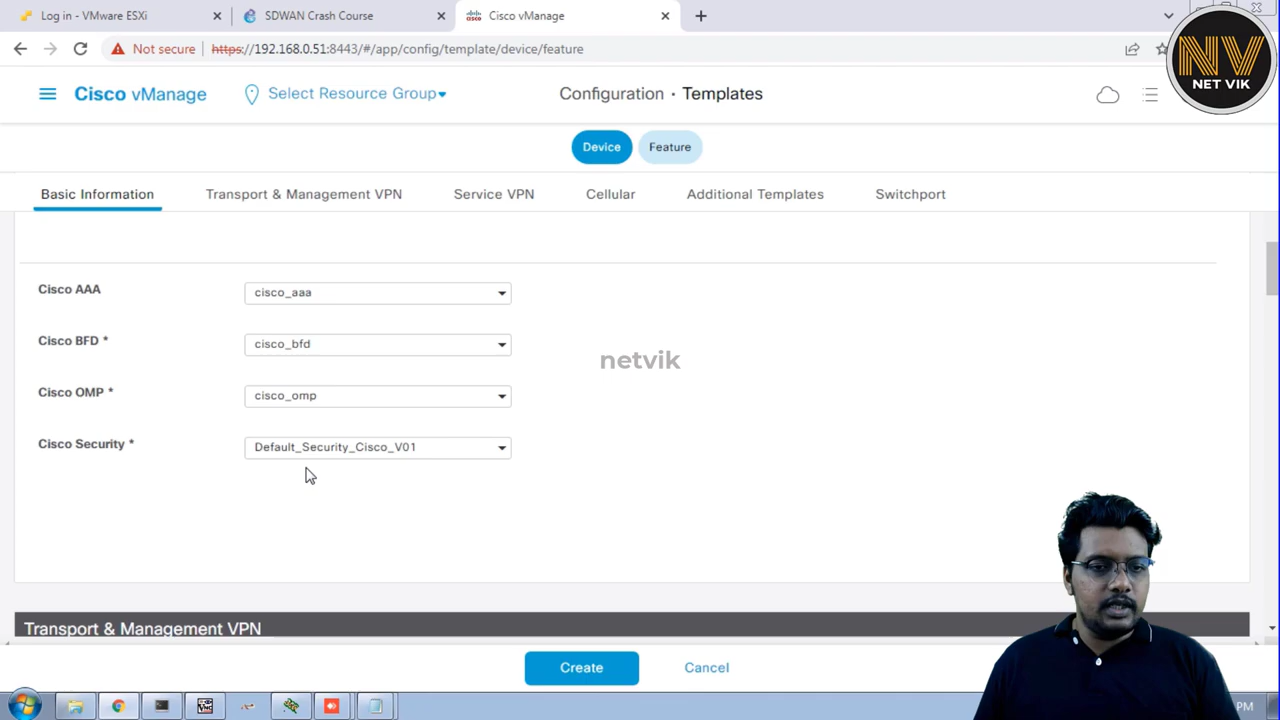 Log in - VMware ESXi
SDWAN Crash Course
Cisco vManage
Not secure
https://192.168.0.51:8443/#/app/config/template/device/feature
NV
NET VIK
Cisco vManage
Select Resource Group
Configuration · Templates
Device
Feature
Basic Information
Transport & Management VPN
Service VPN
Cellular
Additional Templates
Switchport
Cisco AAA
cisco_aaa
Cisco BFD *
cisco_bfd
netvik
Cisco OMP *
cisco_omp
Cisco Security *
Default_Security_Cisco_V01
Transport & Management VPN
Create
Cancel
PM